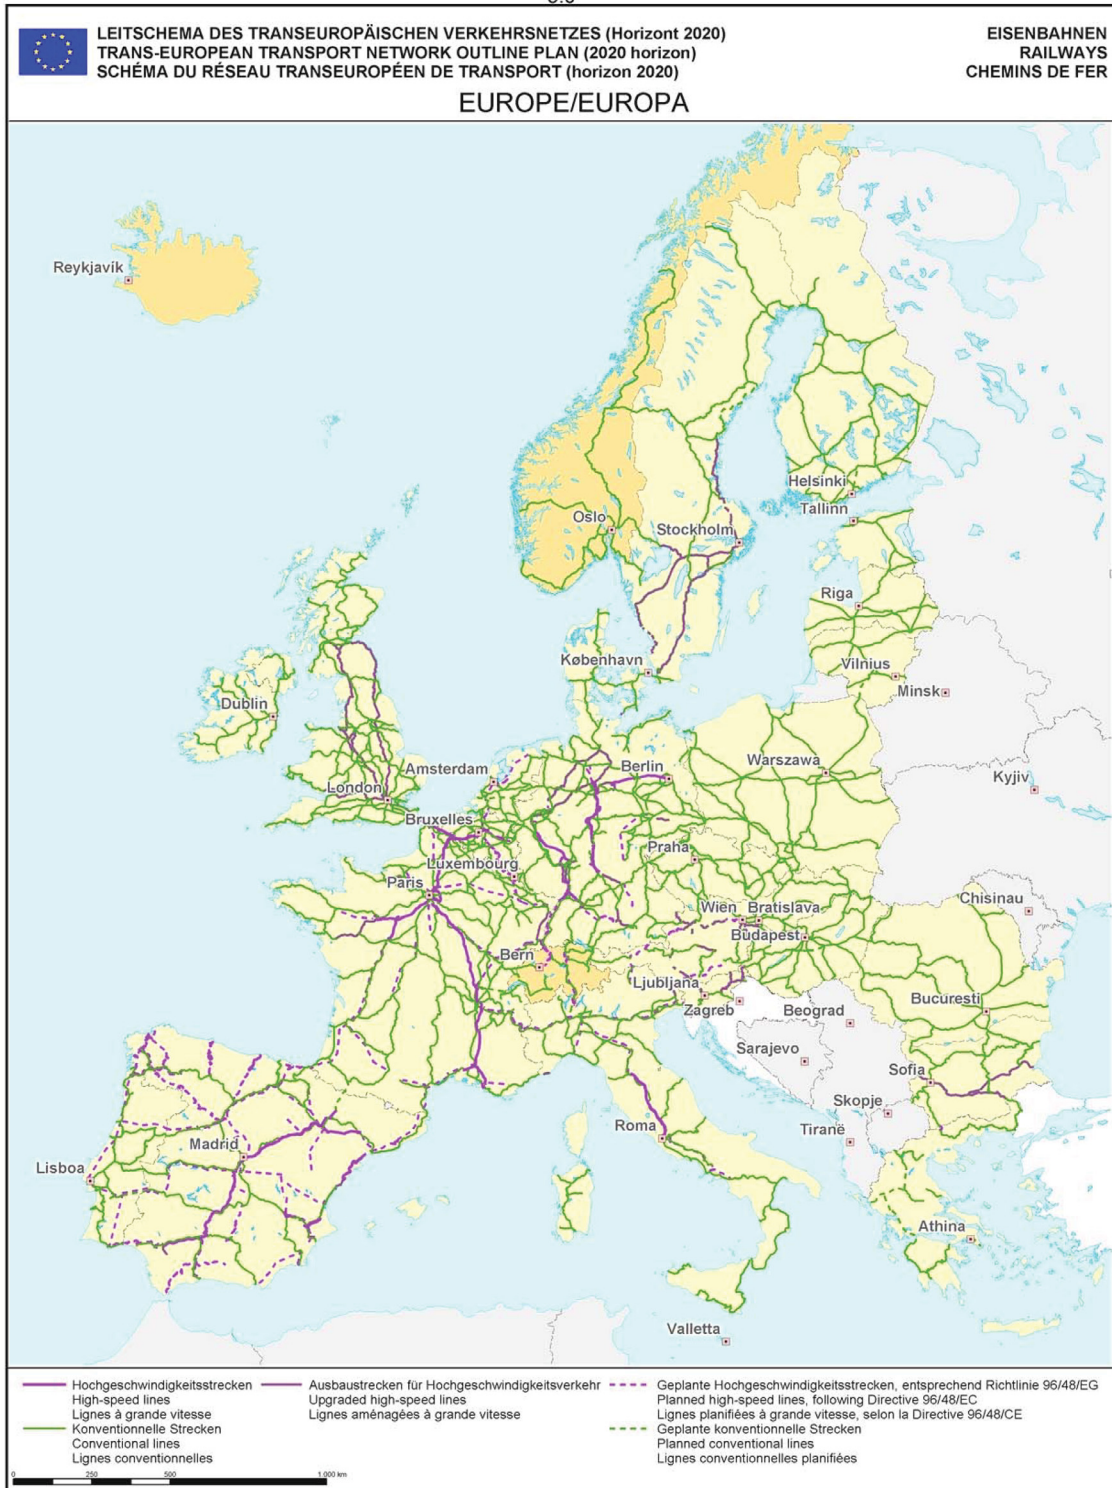 LEITSCHEMA DES TRANSEUROPÄISCHEN VERKEHRSNETZES (Horizont 2020)
TRANS-EUROPEAN TRANSPORT NETWORK OUTLINE PLAN (2020 horizon)
SCHÉMA DU RÉSEAU TRANSEUROPÉEN DE TRANSPORT (horizon 2020)
EISENBAHNEN
RAILWAYS
CHEMINS DE FER
EUROPE/EUROPA
Reykjavík
Helsinki
Tallinn
Oslo
Stockholm
Riga
København
Vilnius
Minsk
Dublin
Amsterdam
Berlin
Warszawa
Kyjiv
London
Bruxelles
Luxembourg
Praha
Paris
Chisinau
Wien
Bratislava
Budapest
Bern
Ljubljana
Zagreb
Beograd
Bucuresti
Sarajevo
Sofia
Skopje
Roma
Tiranë
Madrid
Lisboa
Athina
Valletta
Hochgeschwindigkeitsstrecken
High-speed lines
Lignes à grande vitesse
Konventionelle Strecken
Conventional lines
Lignes conventionnelles
Ausbaustrecken für Hochgeschwindigkeitsverkehr
Upgraded high-speed lines
Lignes aménagées à grande vitesse
Geplante Hochgeschwindigkeitsstrecken, entsprechend Richtlinie 96/48/EG
Planned high-speed lines, following Directive 96/48/EC
Lignes planifiées à grande vitesse, selon la Directive 96/48/CE
Geplante konventionelle Strecken
Planned conventional lines
Lignes conventionnelles planifiées
0 250 500 1.000 km